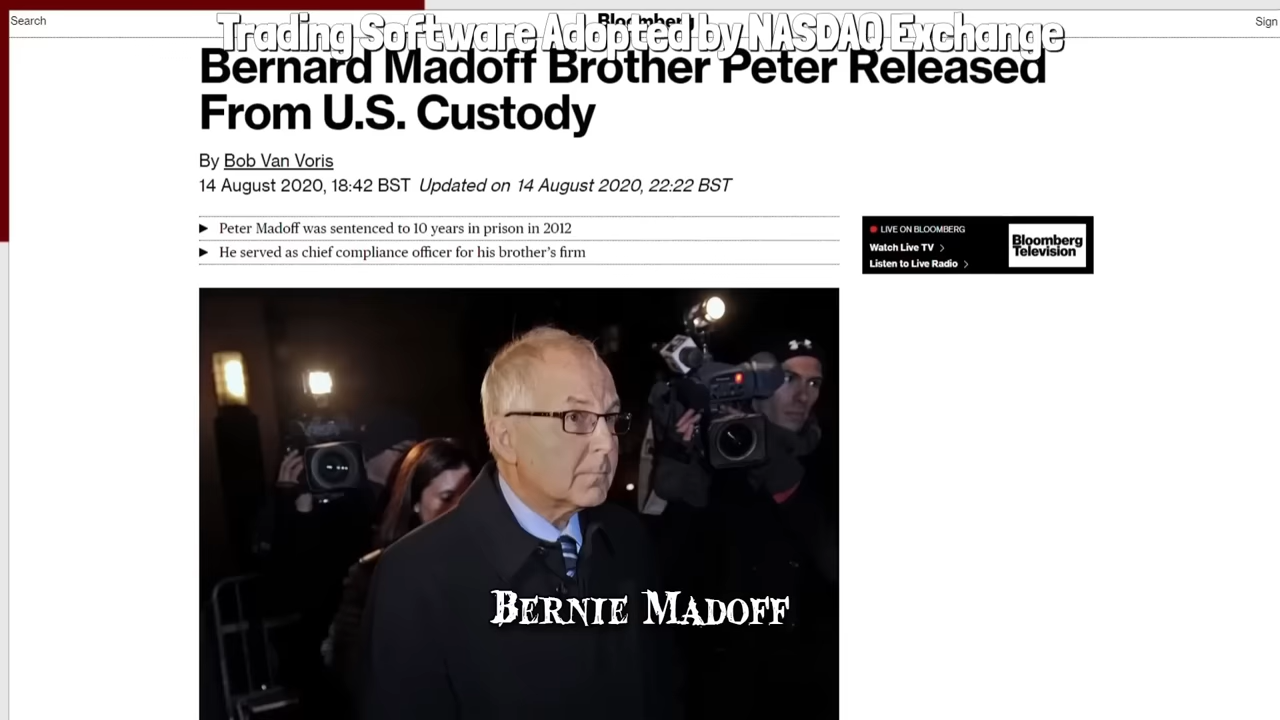 Search
Bloomberg
Sign
Trading Software Adopted by NASDAQ Exchange
Bernard Madoff Brother Peter Released
From U.S. Custody
By Bob Van Voris
14 August 2020, 18:42 BST Updated on 14 August 2020, 22:22 BST
▶ Peter Madoff was sentenced to 10 years in prison in 2012
▶ He served as chief compliance officer for his brother's firm
LIVE ON BLOOMBERG
Watch Live TV >
Listen to Live Radio >
Bloomberg
Television
BERNIE MADOFF